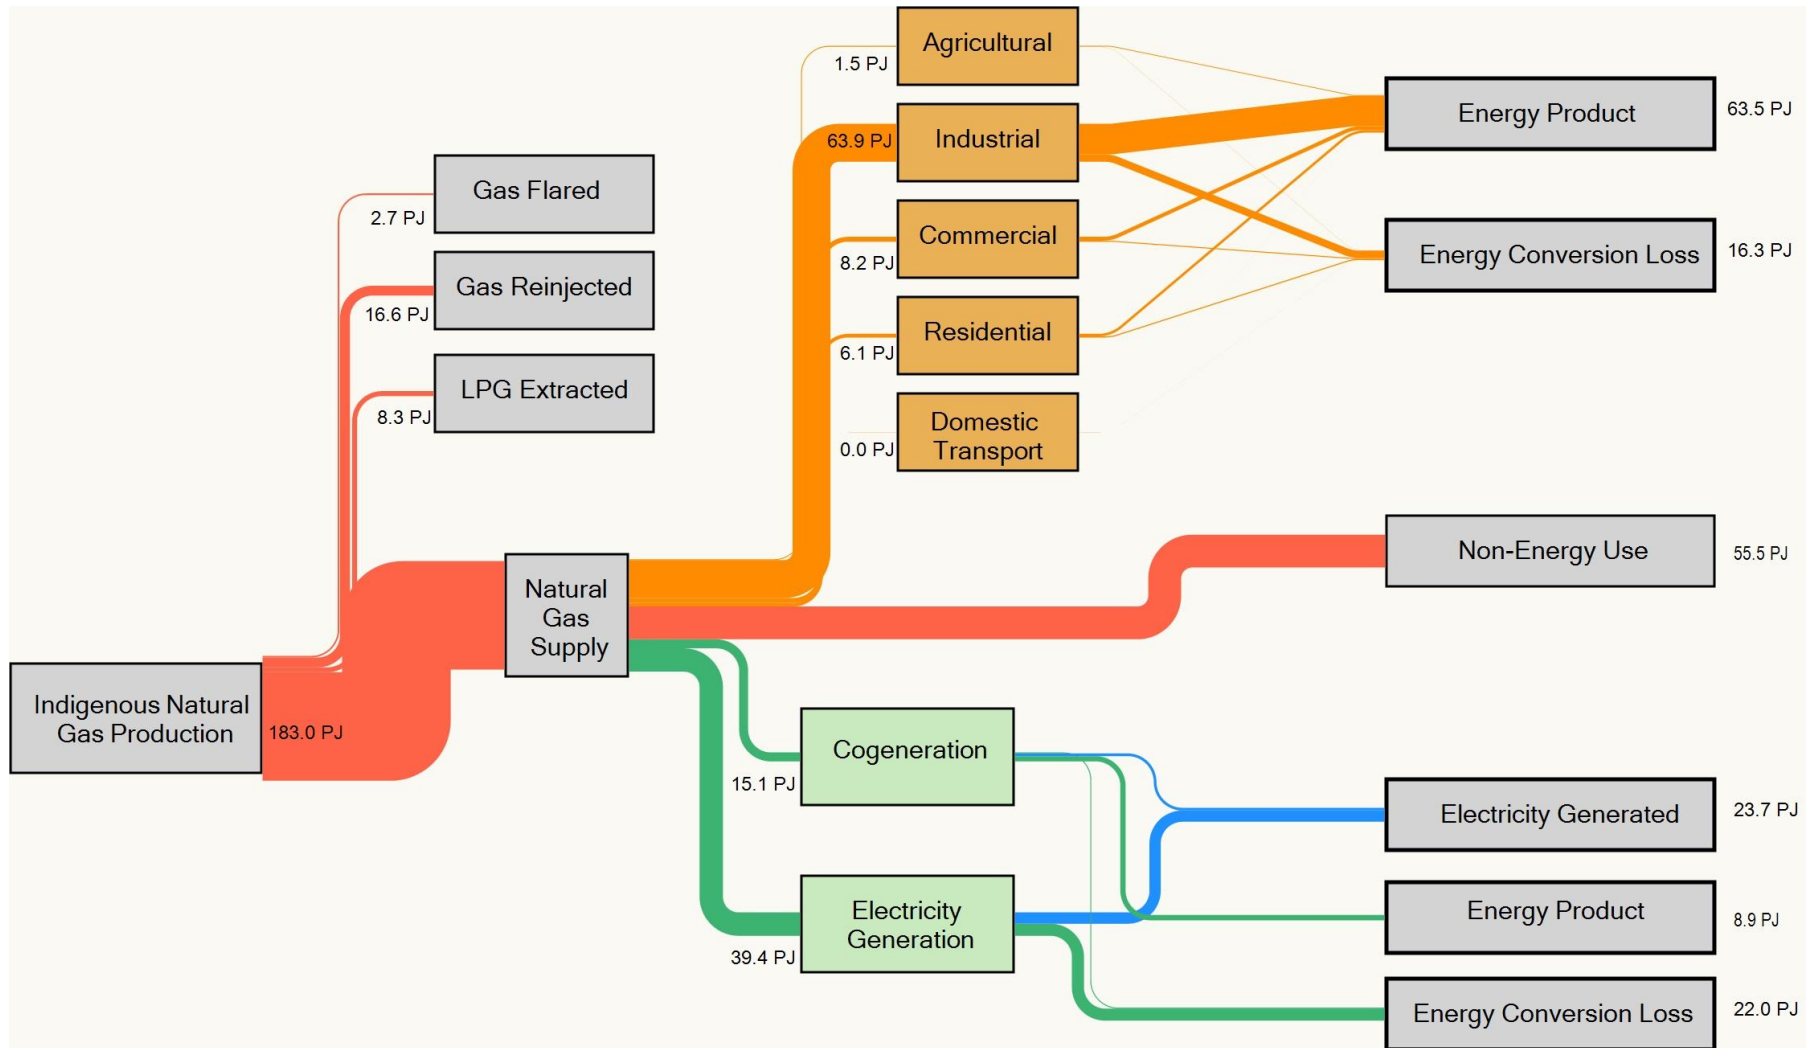 Agricultural
1.5 PJ
63.9 PJ
Industrial
Energy Product
63.5 PJ
Gas Flared
2.7 PJ
Commercial
8.2 PJ
Energy Conversion Loss
16.3 PJ
Gas Reinjected
16.6 PJ
Residential
6.1 PJ
LPG Extracted
8.3 PJ
Domestic
Transport
0.0 PJ
Non-Energy Use
55.5 PJ
Natural
Gas
Supply
Indigenous Natural
Gas Production
183.0 PJ
Cogeneration
15.1 PJ
Electricity Generated
23.7 PJ
Electricity
Generation
39.4 PJ
Energy Product
8.9 PJ
Energy Conversion Loss
22.0 PJ